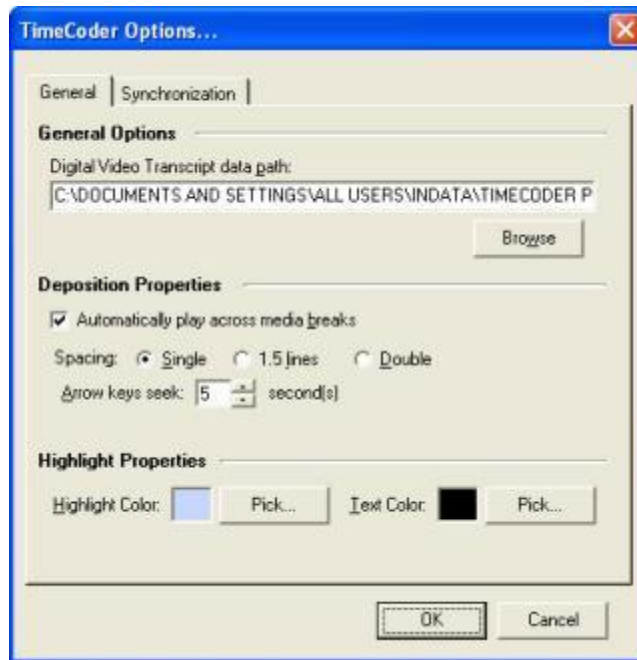 TimeCoder Options...
General Synchronization
General Options
Digital Video Transcript data path:
C:\DOCUMENTS AND SETTINGS\ALL USERS\INDATA\TIMECODER P
Browse
Deposition Properties
Automatically play across media breaks
Spacing: Single 1.5 lines Double
Arrow keys seek: 5 second(s)
Highlight Properties
Highlight Color: Pick... Text Color: Pick...
OK Cancel